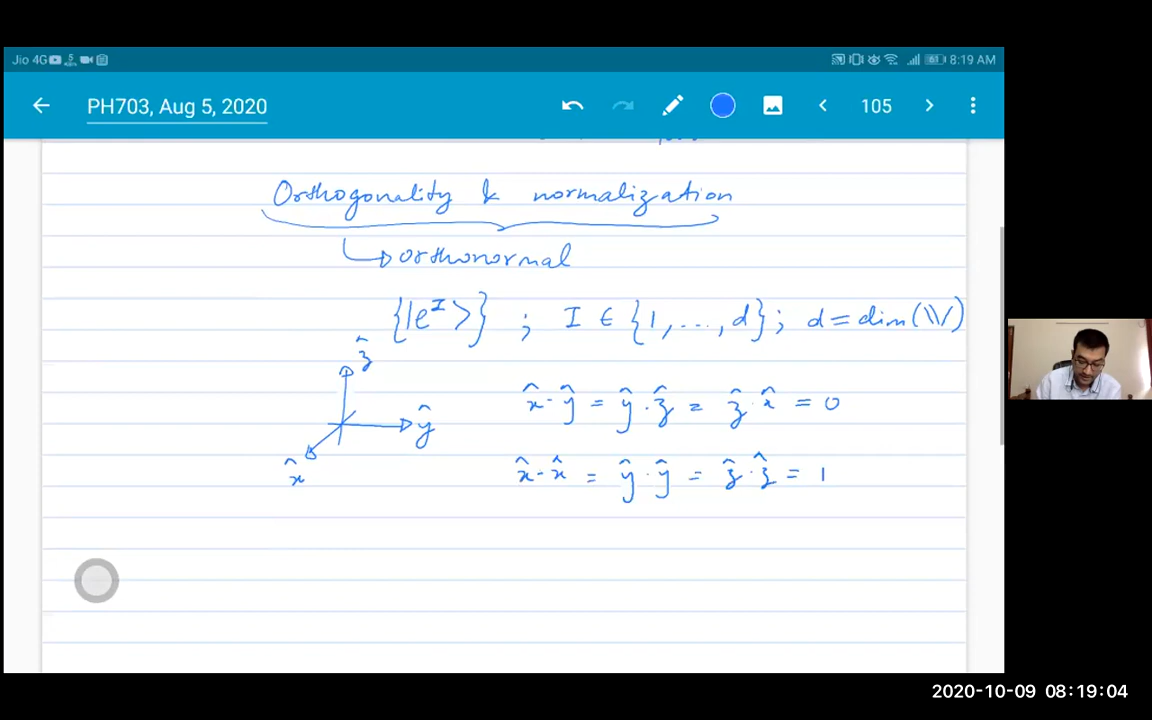 Jio 4G 8:19 AM
PH703, Aug 5, 2020 105
Orthogonality & normalization
orthonormal
{|e^I>} ; I ∈ {1, ..., d}; d = dim(𝕍)
ẑ
x̂ · ŷ = ŷ · ẑ = ẑ · x̂ = 0
ŷ
x̂
x̂ · x̂ = ŷ · ŷ = ẑ · ẑ = 1
2020-10-09 08:19:04